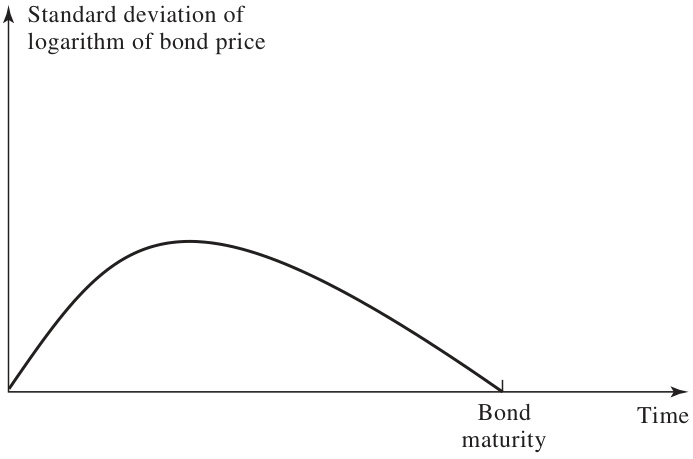 Standard deviation of
logarithm of bond price
Bond
maturity
Time